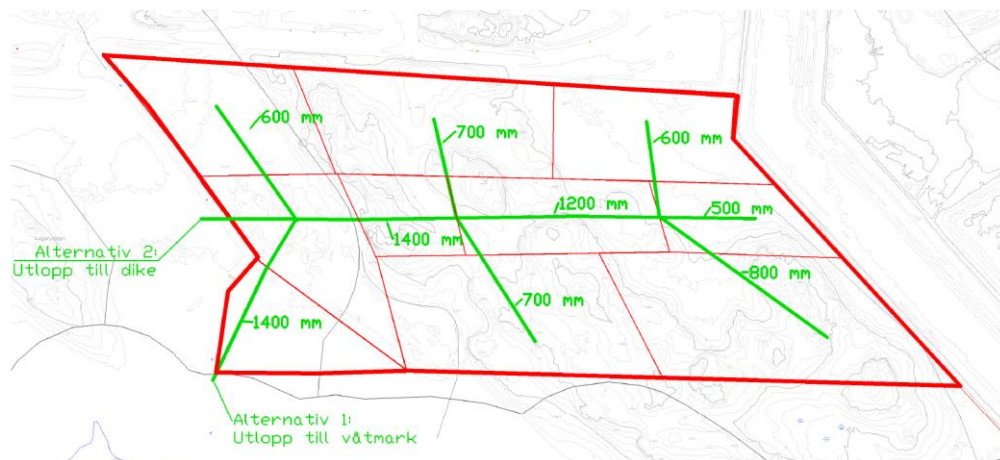 600 mm
700 mm
600 mm
1200 mm
500 mm
1400 mm
Alternativ 2:
Utlopp till dike
800 mm
700 mm
1400 mm
Alternativ 1:
Utlopp till våtmark